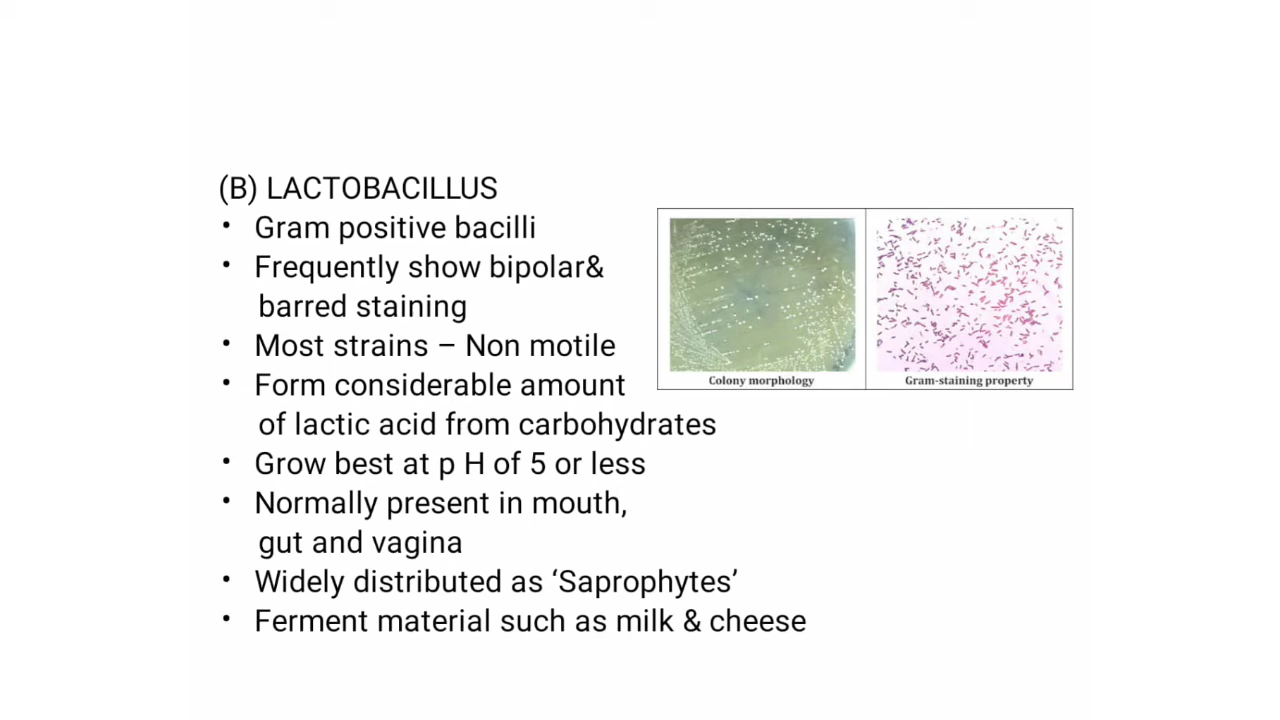 (B) LACTOBACILLUS
• Gram positive bacilli
• Frequently show bipolar&
barred staining
• Most strains – Non motile
• Form considerable amount
of lactic acid from carbohydrates
• Grow best at p H of 5 or less
• Normally present in mouth,
gut and vagina
• Widely distributed as ‘Saprophytes’
• Ferment material such as milk & cheese
Colony morphology
Gram-staining property